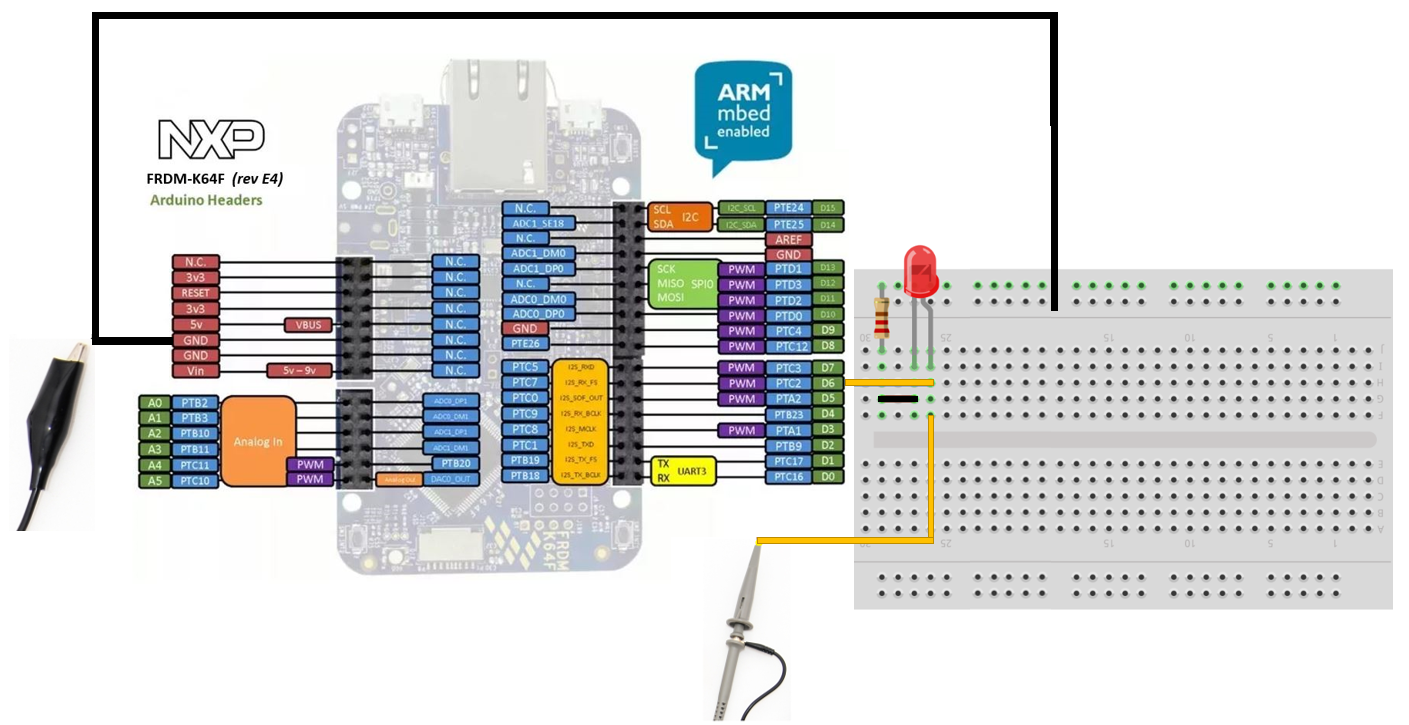 NXP
FRDM-K64F (rev E4)
Arduino Headers
ARM
mbed
enabled
N.C.
3v3
RESET
3v3
5v
VBUS
GND
GND
Vin
5v – 9v
N.C.
N.C.
N.C.
N.C.
N.C.
N.C.
N.C.
N.C.
A0 PTB2
A1 PTB3
A2 PTB10
A3 PTB11
A4 PTC11
A5 PTC10
Analog In
PWM
PWM
ADC0_DP1
ADC0_DM1
ADC1_DP1
ADC1_DM1
PTB20
Analog Out DAC0_OUT
N.C.
ADC1_SE18
N.C.
ADC1_DM0
ADC1_DP0
N.C.
ADC0_DM0
ADC0_DP0
GND
PTE26
SCL
SDA
I2C
I2C_SCL PTE24 D15
I2C_SDA PTE25 D14
AREF
GND
SCK
MISO SPI0
MOSI
PWM PTD1 D13
PWM PTD3 D12
PWM PTD2 D11
PWM PTD0 D10
PWM PTC4 D9
PWM PTC12 D8
PTC5 I2S_RXD
PTC7 I2S_RX_FS
PTC0 I2S_SOF_OUT
PTC9 I2S_RX_BCLK
PTC8 I2S_MCLK
PTC1 I2S_TXD
PTB19 I2S_TX_FS
PTB18 I2S_TX_BCLK
PWM PTC3 D7
PWM PTC2 D6
PWM PTA2 D5
PTB23 D4
PWM PTA1 D3
PTB9 D2
TX
RX
UART3
PTC17 D1
PTC16 D0
FRDM
K64F
30 25 15 10 5 1
J
I
H
G
F
E
D
C
B
A
30 25 15 10 5 1